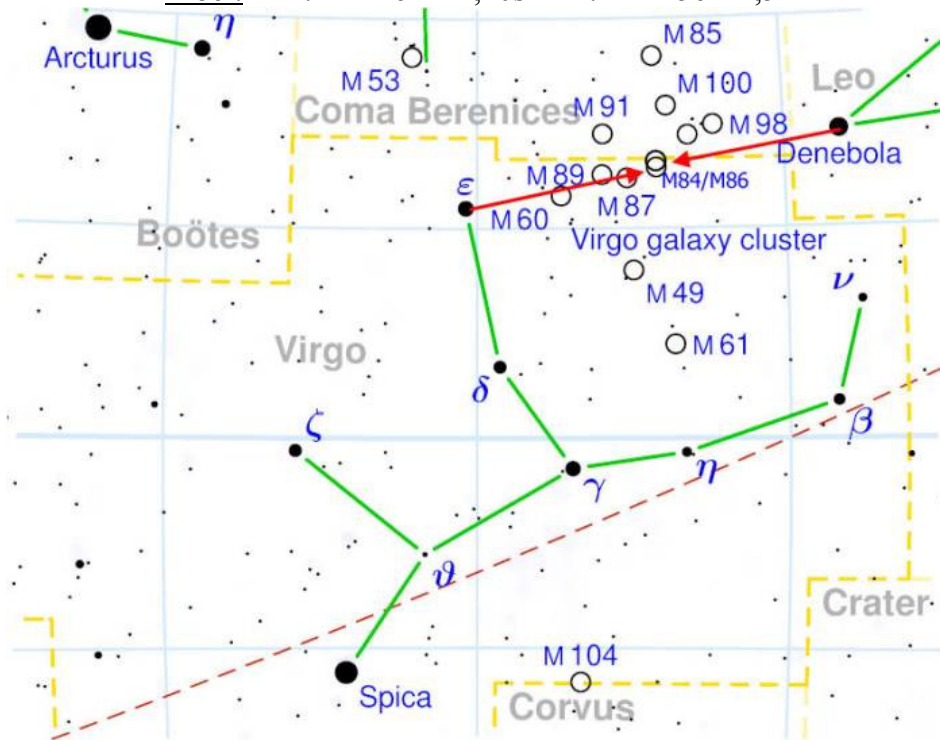 η
Arcturus
M 85
M 53
M 100
Leo
Coma Berenices
M 91
M 98
Denebola
M 89
M84/M86
ε
M 60
M 87
Boötes
Virgo galaxy cluster
ν
M 49
Virgo
M 61
δ
ζ
β
γ
η
ϑ
Crater
M 104
Spica
Corvus